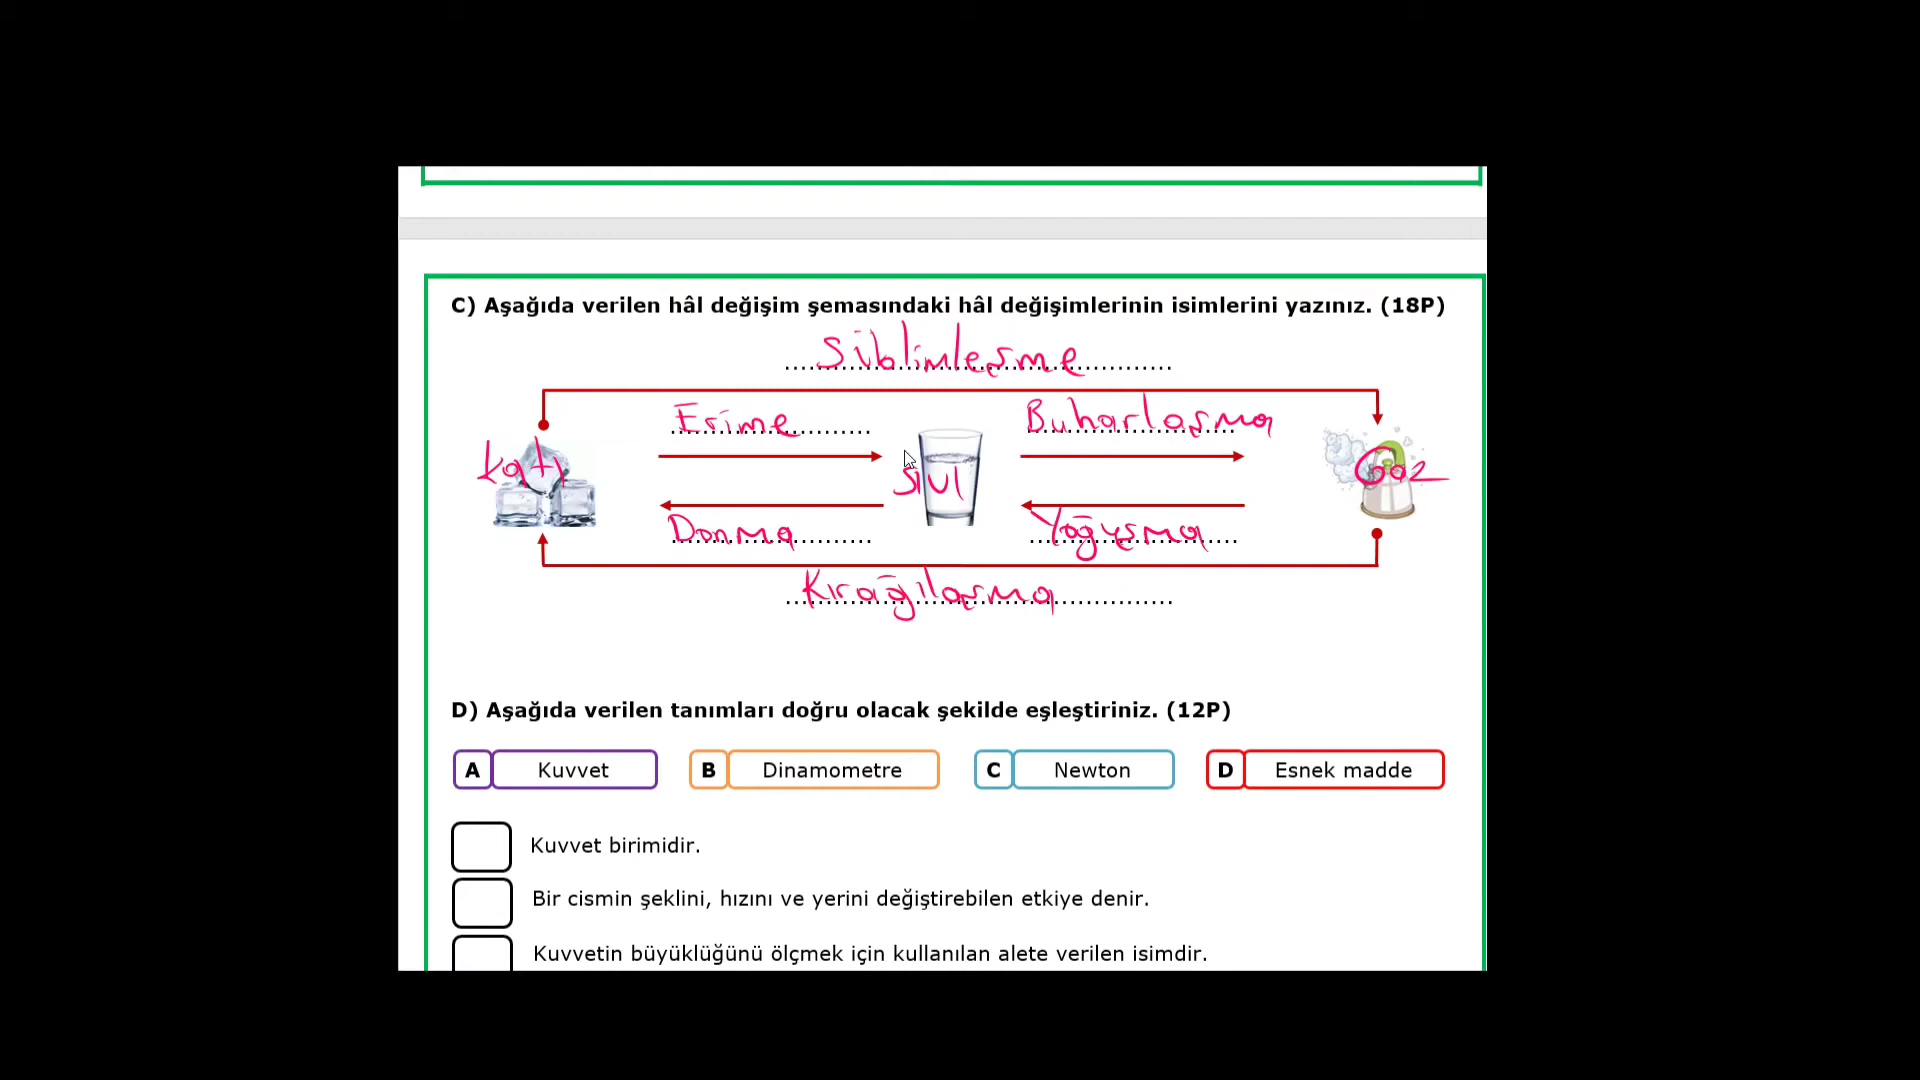 C) Aşağıda verilen hâl değişim şemasındaki hâl değişimlerinin isimlerini yazınız. (18P)
Süblimleşme
Erime
Buharlaşma
Katı
Sıvı
Gaz
Donma
Yoğuşma
Kırağılaşma
D) Aşağıda verilen tanımları doğru olacak şekilde eşleştiriniz. (12P)
A Kuvvet B Dinamometre C Newton D Esnek madde
Kuvvet birimidir.
Bir cismin şeklini, hızını ve yerini değiştirebilen etkiye denir.
Kuvvetin büyüklüğünü ölçmek için kullanılan alete verilen isimdir.